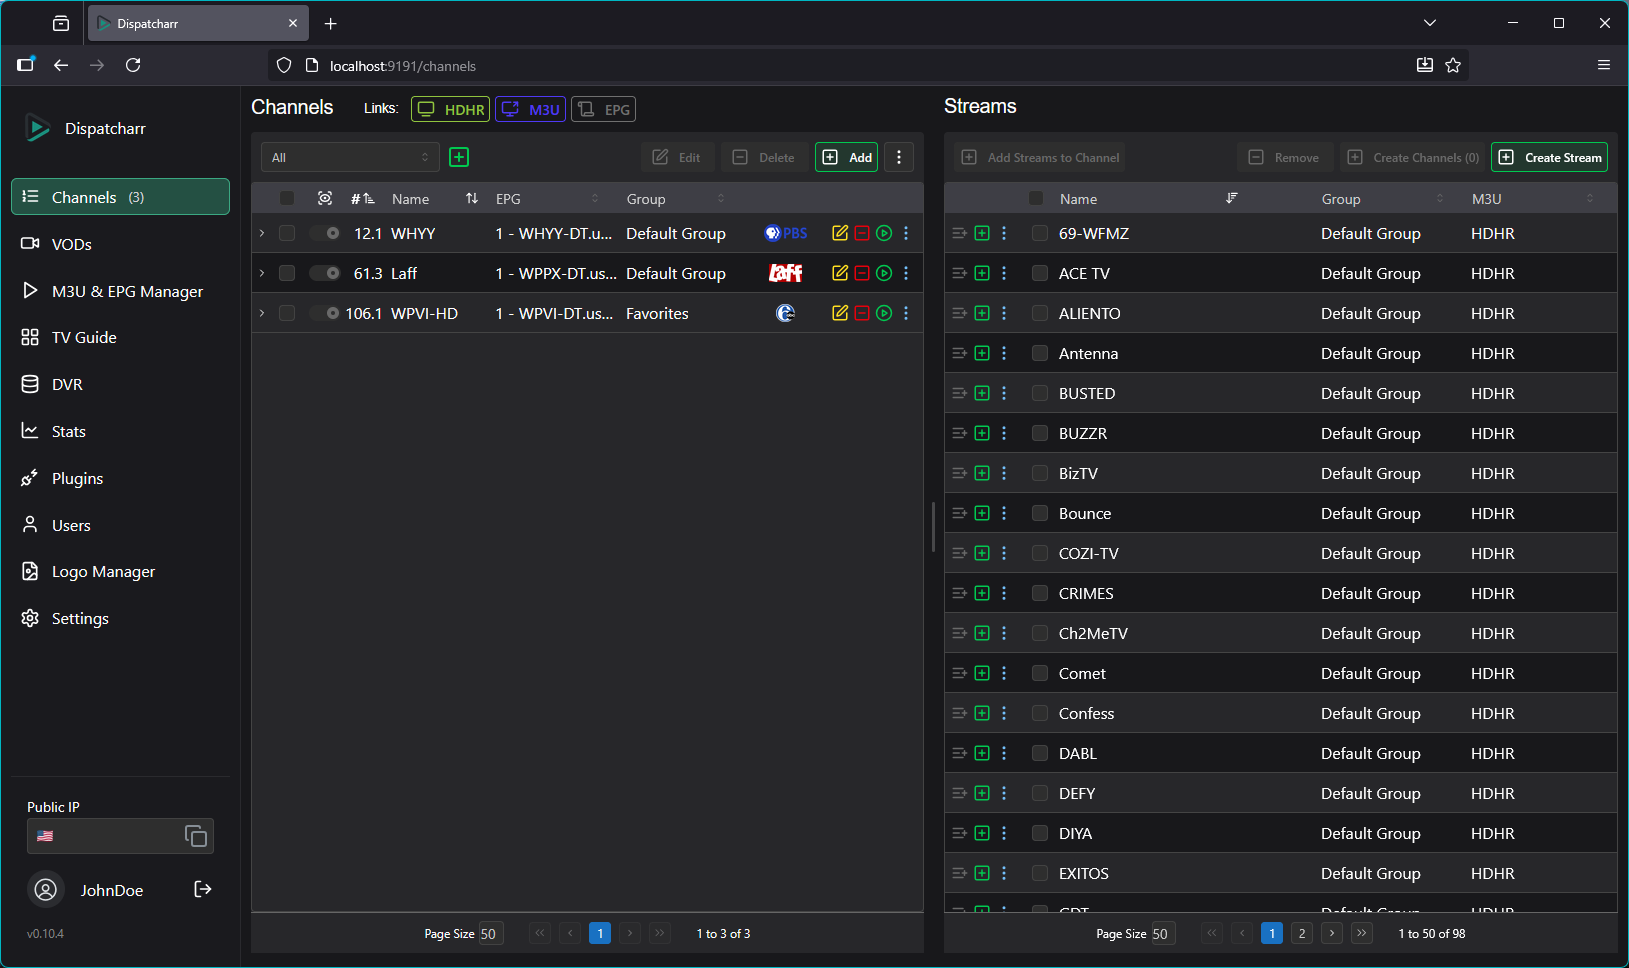 Dispatcharr
localhost:9191/channels
Dispatcharr
Channels (3)
VODs
M3U & EPG Manager
TV Guide
DVR
Stats
Plugins
Users
Logo Manager
Settings
Public IP
JohnDoe
v0.10.4
Channels Links: HDHR M3U EPG
All Edit Delete Add
# Name EPG Group
12.1 WHYY 1 - WHYY-DT.u... Default Group PBS
61.3 Laff 1 - WPPX-DT.us... Default Group Laff
106.1 WPVI-HD 1 - WPVI-DT.us... Favorites
Page Size 50 1 1 to 3 of 3
Streams
Add Streams to Channel Remove Create Channels (0) Create Stream
Name Group M3U
69-WFMZ Default Group HDHR
ACE TV Default Group HDHR
ALIENTO Default Group HDHR
Antenna Default Group HDHR
BUSTED Default Group HDHR
BUZZR Default Group HDHR
BizTV Default Group HDHR
Bounce Default Group HDHR
COZI-TV Default Group HDHR
CRIMES Default Group HDHR
Ch2MeTV Default Group HDHR
Comet Default Group HDHR
Confess Default Group HDHR
DABL Default Group HDHR
DEFY Default Group HDHR
DIYA Default Group HDHR
EXITOS Default Group HDHR
Default Group HDHR
Page Size 50 1 2 1 to 50 of 98